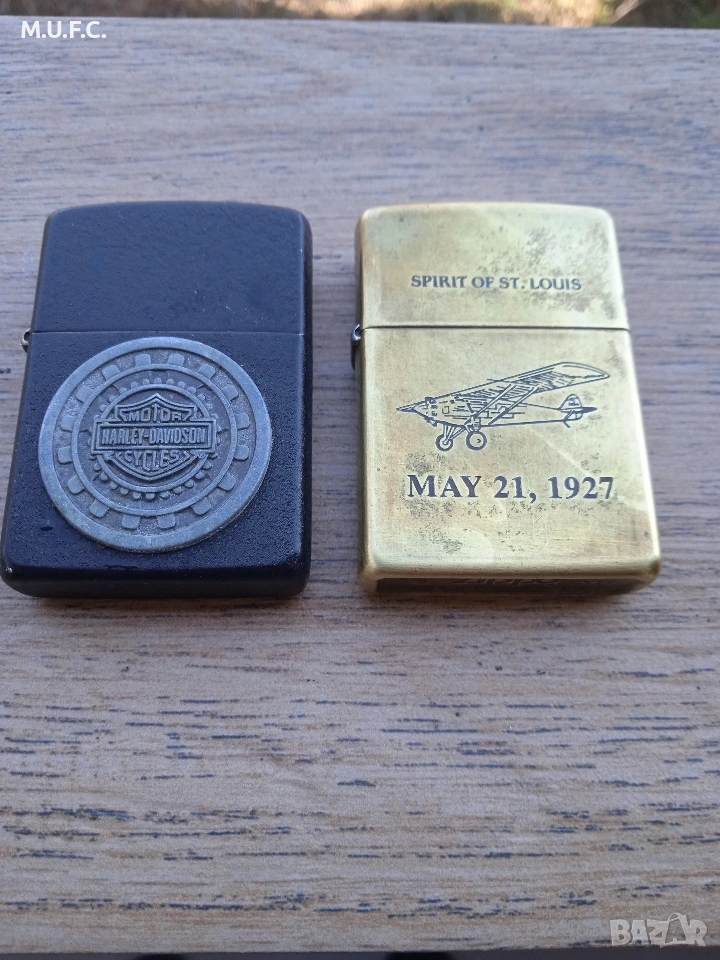 M.U.F.C.
MOTOR
HARLEY-DAVIDSON
CYCLES
SPIRIT OF ST. LOUIS
MAY 21, 1927
BAZAR